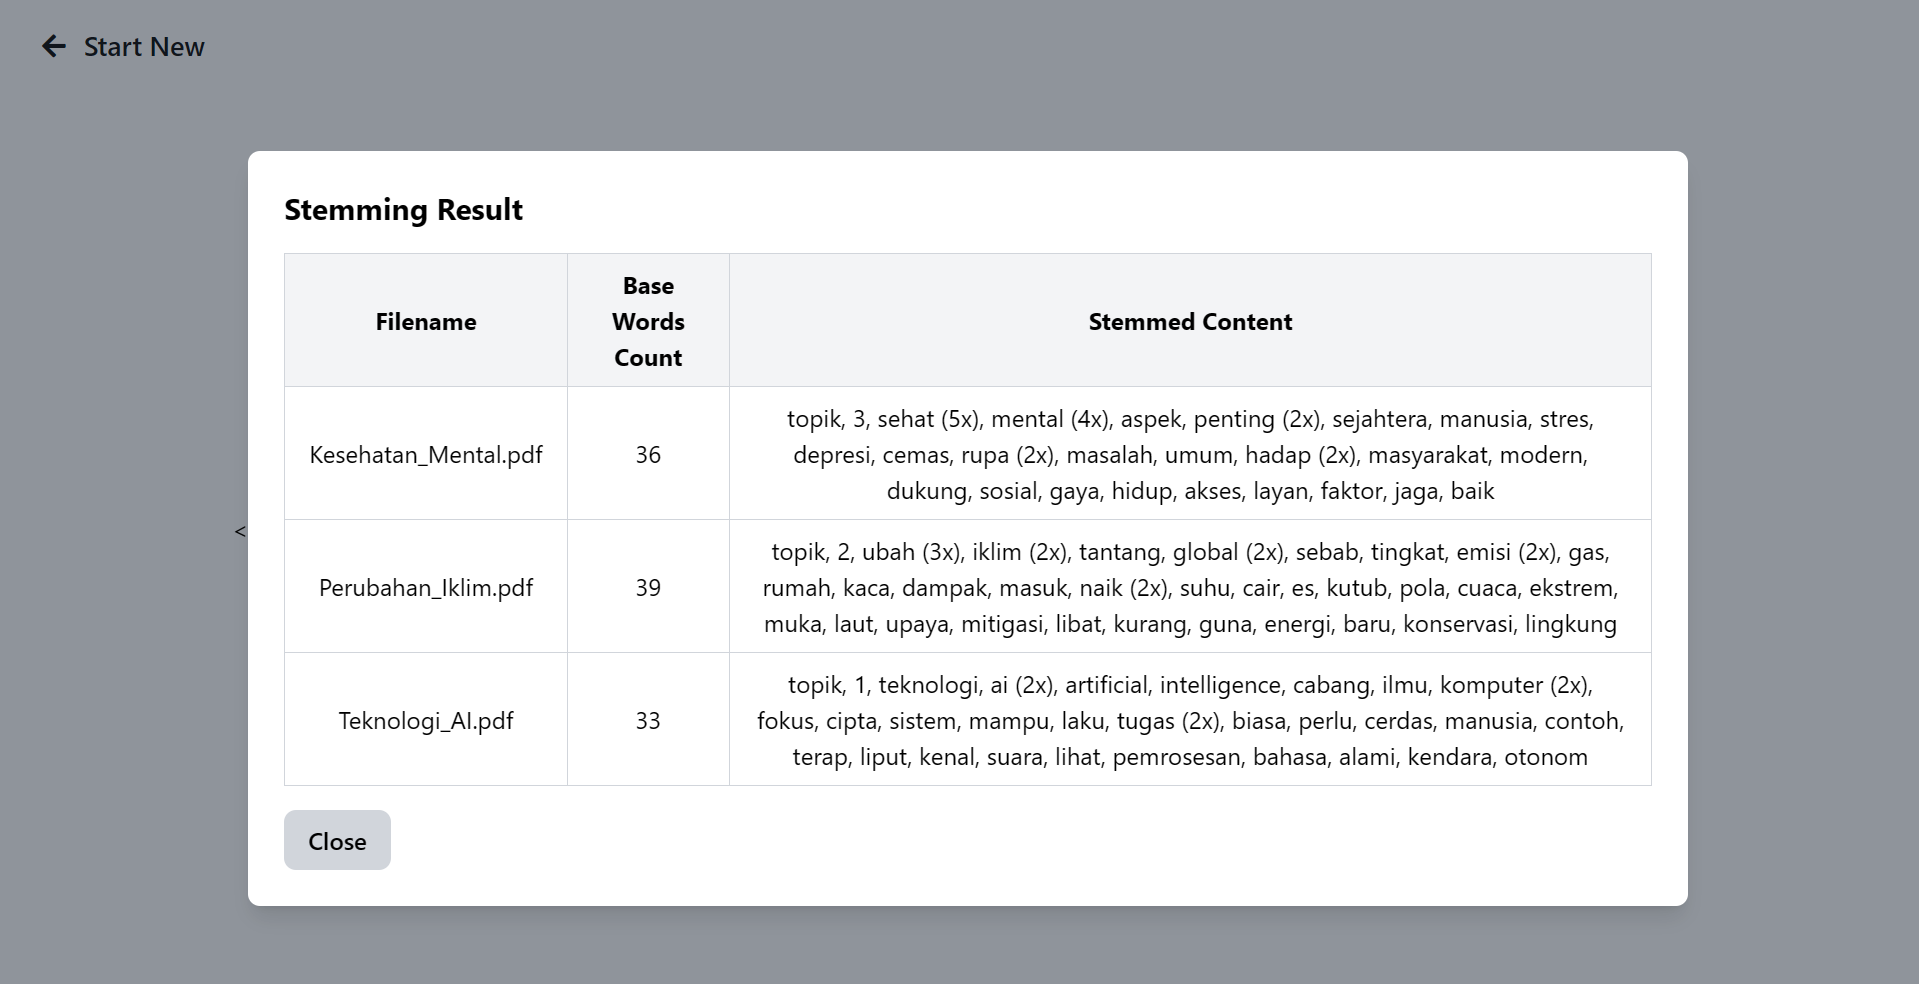 Start New
Stemming Result
Filename
Base
Words
Count
Stemmed Content
Kesehatan_Mental.pdf
36
topik, 3, sehat (5x), mental (4x), aspek, penting (2x), sejahtera, manusia, stres,
depresi, cemas, rupa (2x), masalah, umum, hadap (2x), masyarakat, modern,
dukung, sosial, gaya, hidup, akses, layan, faktor, jaga, baik
<
Perubahan_Iklim.pdf
39
topik, 2, ubah (3x), iklim (2x), tantang, global (2x), sebab, tingkat, emisi (2x), gas,
rumah, kaca, dampak, masuk, naik (2x), suhu, cair, es, kutub, pola, cuaca, ekstrem,
muka, laut, upaya, mitigasi, libat, kurang, guna, energi, baru, konservasi, lingkung
Teknologi_AI.pdf
33
topik, 1, teknologi, ai (2x), artificial, intelligence, cabang, ilmu, komputer (2x),
fokus, cipta, sistem, mampu, laku, tugas (2x), biasa, perlu, cerdas, manusia, contoh,
terap, liput, kenal, suara, lihat, pemrosesan, bahasa, alami, kendara, otonom
Close